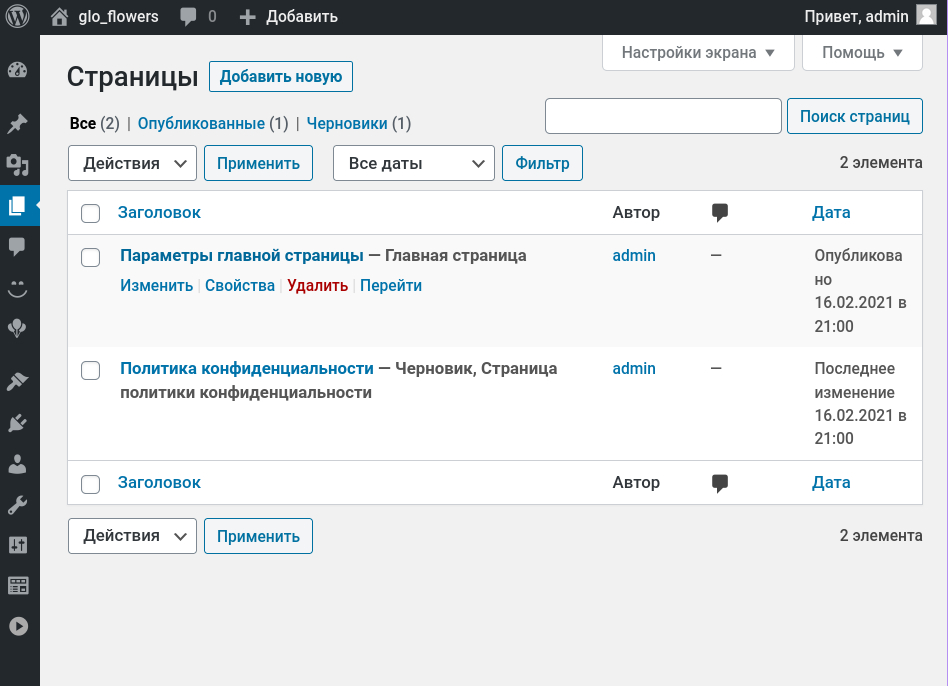 glo_flowers 0 Добавить Привет, admin
Настройки экрана Помощь
Страницы Добавить новую
Все (2) | Опубликованные (1) | Черновики (1)
Поиск страниц
Действия Применить Все даты Фильтр 2 элемента
Заголовок Автор Дата
Параметры главной страницы — Главная страница admin — Опубликова
Изменить | Свойства | Удалить | Перейти но
16.02.2021 в
21:00
Политика конфиденциальности — Черновик, Страница admin — Последнее
политики конфиденциальности изменение
16.02.2021 в
21:00
Заголовок Автор Дата
Действия Применить 2 элемента